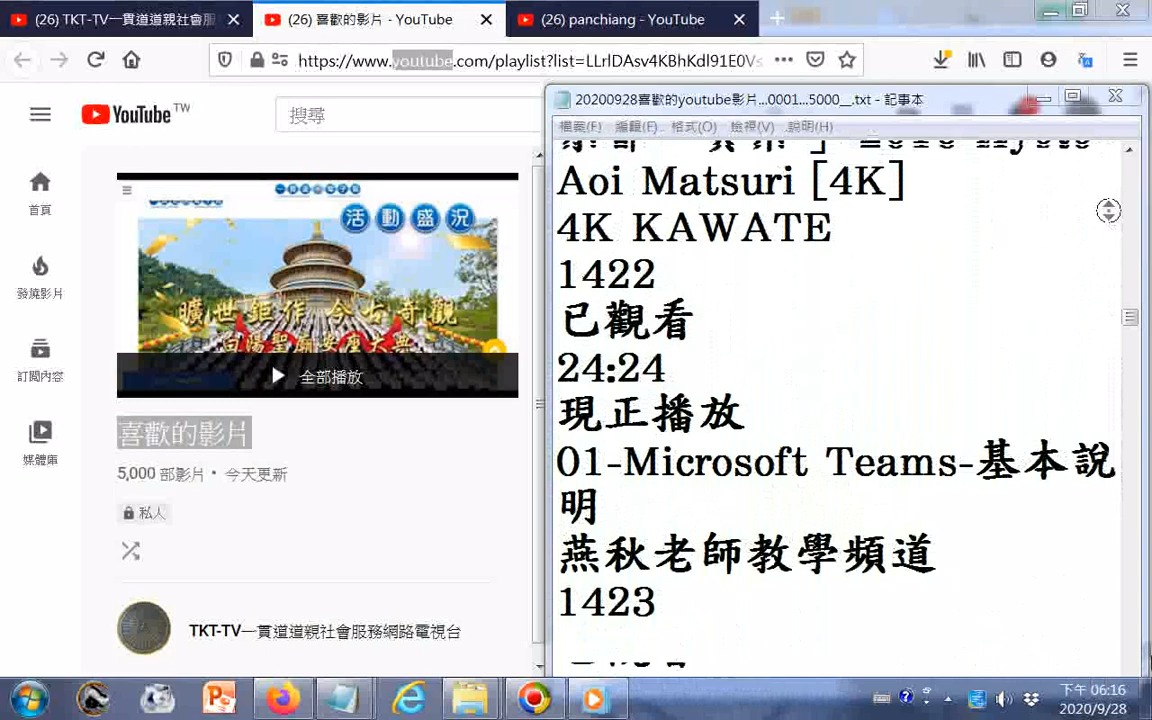 (26) TKT-TV一貫道道親社會服
(26) 喜歡的影片 - YouTube
(26) panchiang - YouTube
https://www.youtube.com/playlist?list=LLrlDAsv4KBhKdl91E0Vs
YouTube TW
搜尋
首頁
發燒影片
訂閱內容
媒體庫
活動盛況
曠世鉅作 今古奇觀
全部播放
喜歡的影片
5,000 部影片・今天更新
私人
TKT-TV一貫道道親社會服務網路電視台
20200928喜歡的youtube影片...0001...5000__.txt - 記事本
檔案(F) 編輯(E) 格式(O) 檢視(V) 說明(H)
Aoi Matsuri [4K]
4K KAWATE
1422
已觀看
24:24
現正播放
01-Microsoft Teams-基本說
明
燕秋老師教學頻道
1423
下午 06:16
2020/9/28